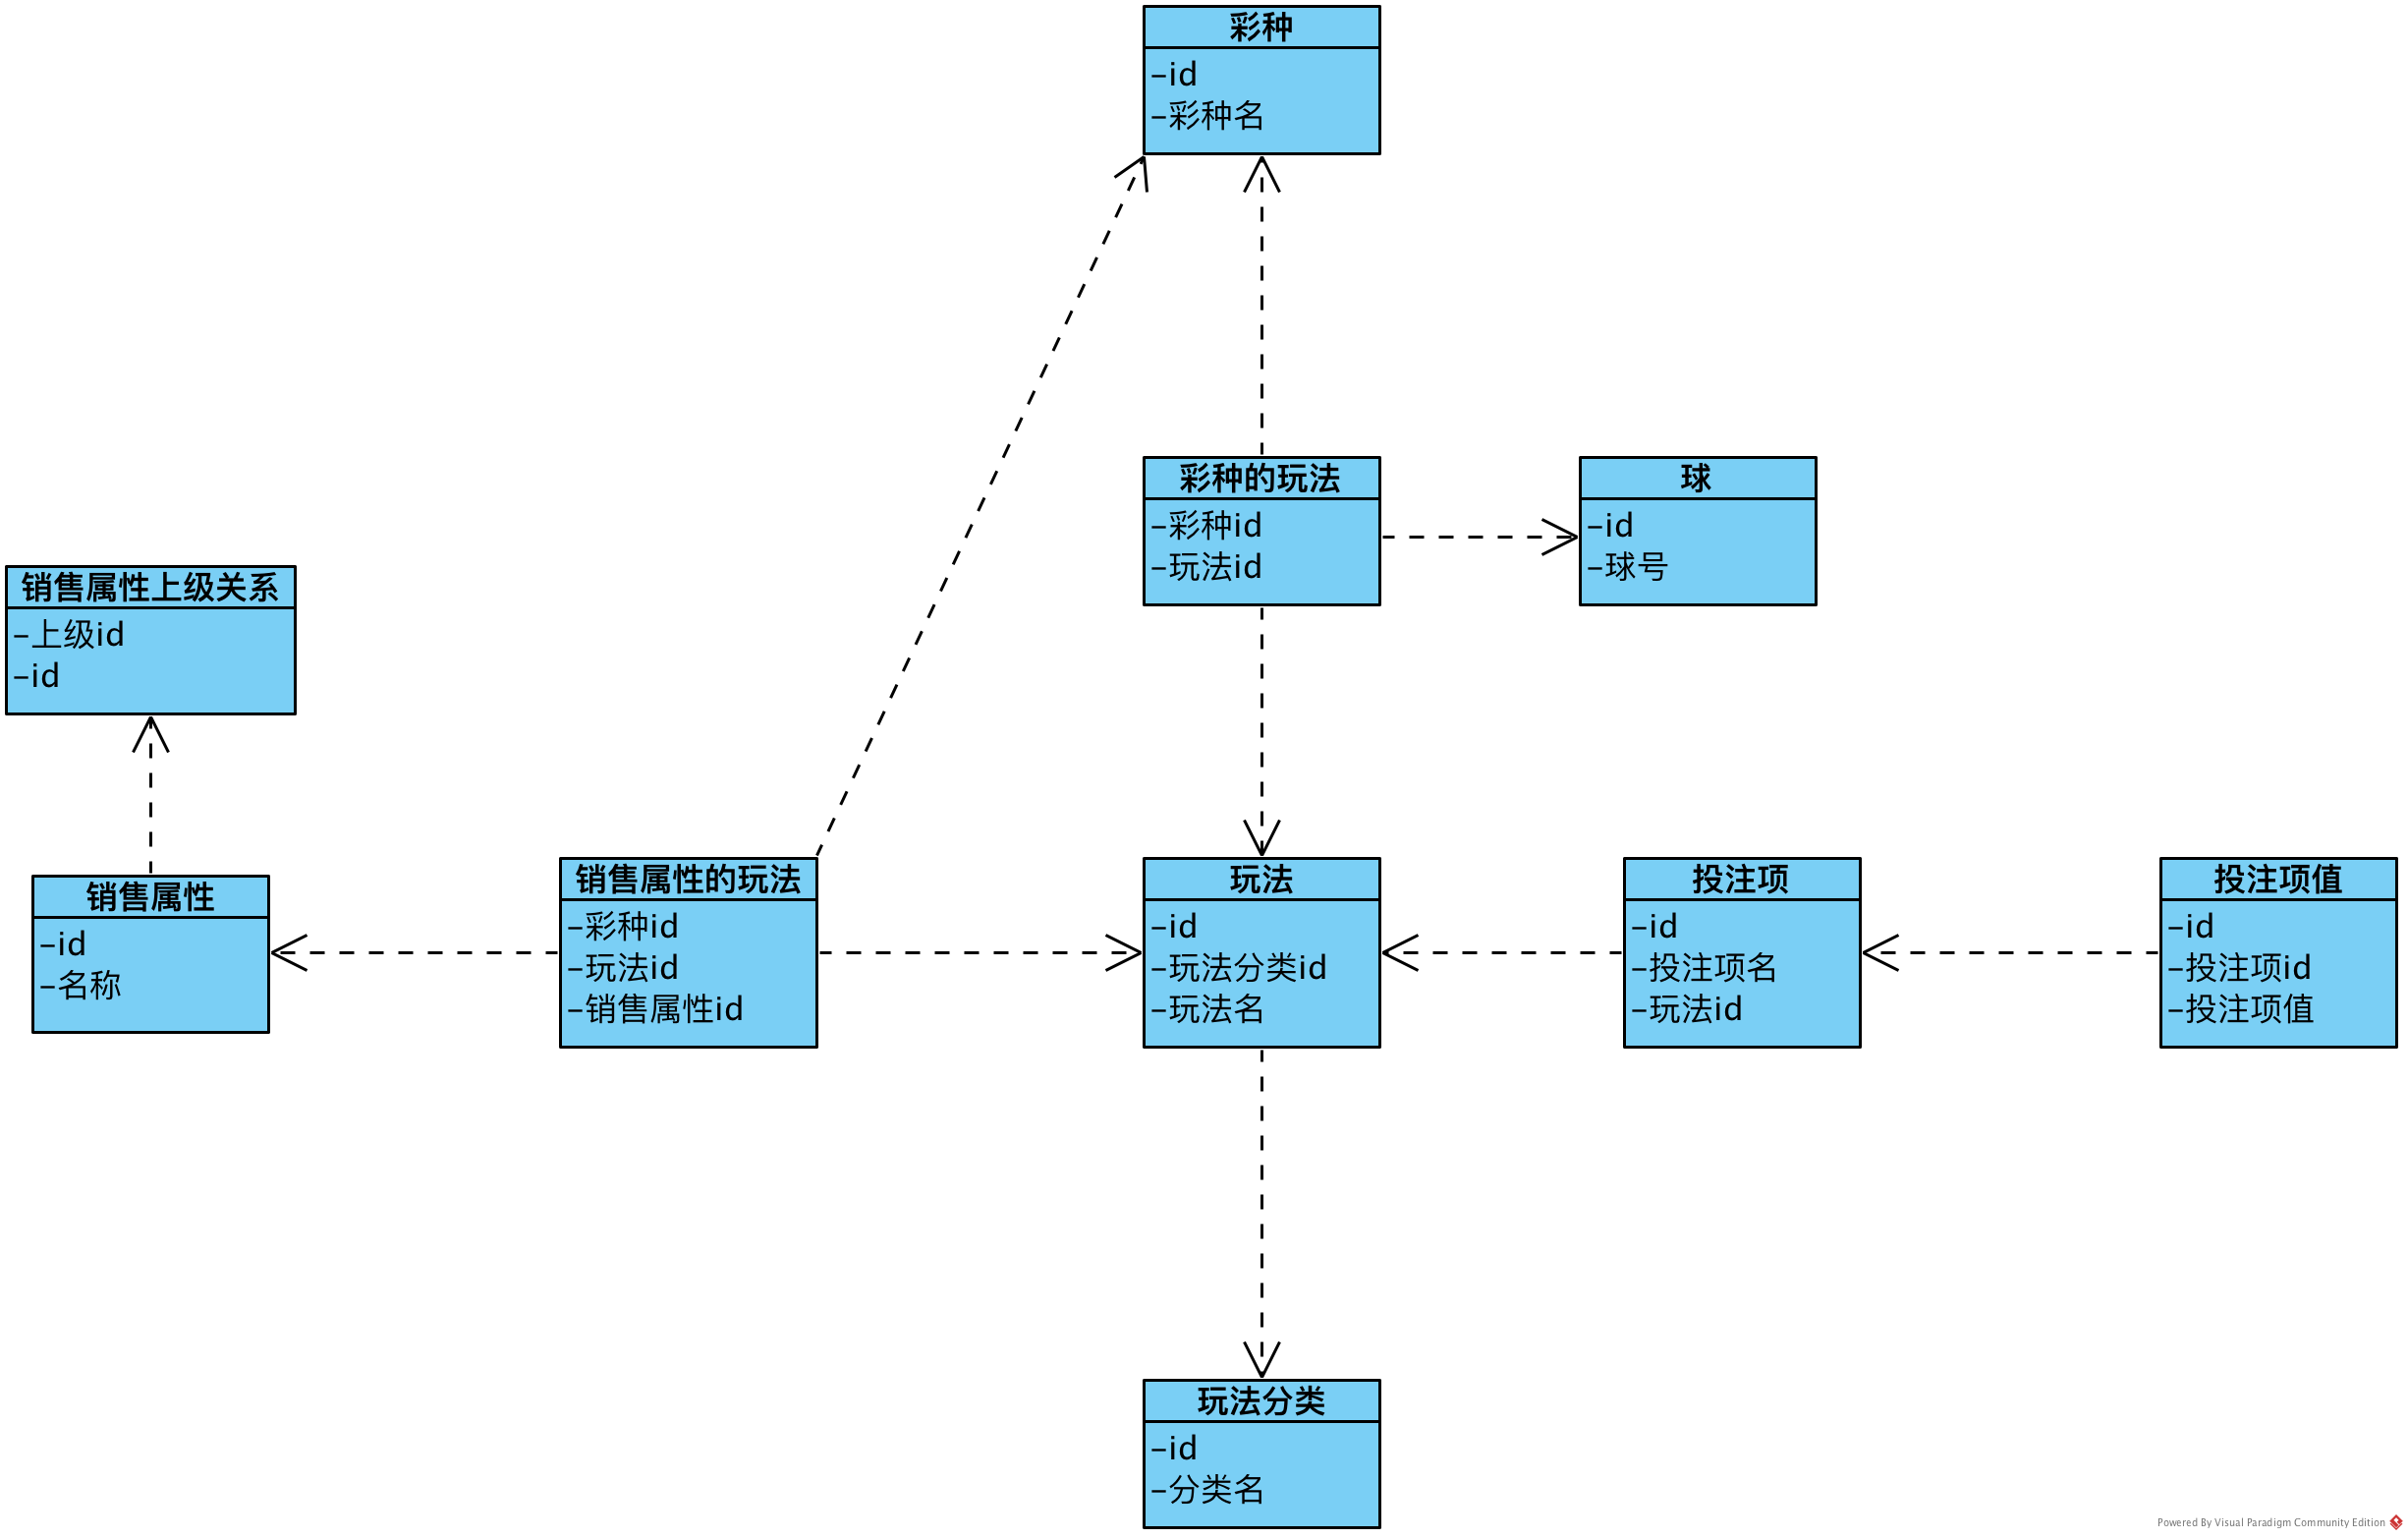 彩种
-id
-彩种名
彩种的玩法
-彩种id
-玩法id
球
-id
-球号
销售属性上级关系
-上级id
-id
销售属性
-id
-名称
销售属性的玩法
-彩种id
-玩法id
-销售属性id
玩法
-id
-玩法分类id
-玩法名
投注项
-id
-投注项名
-玩法id
投注项值
-id
-投注项id
-投注项值
玩法分类
-id
-分类名
Powered By Visual Paradigm Community Edition